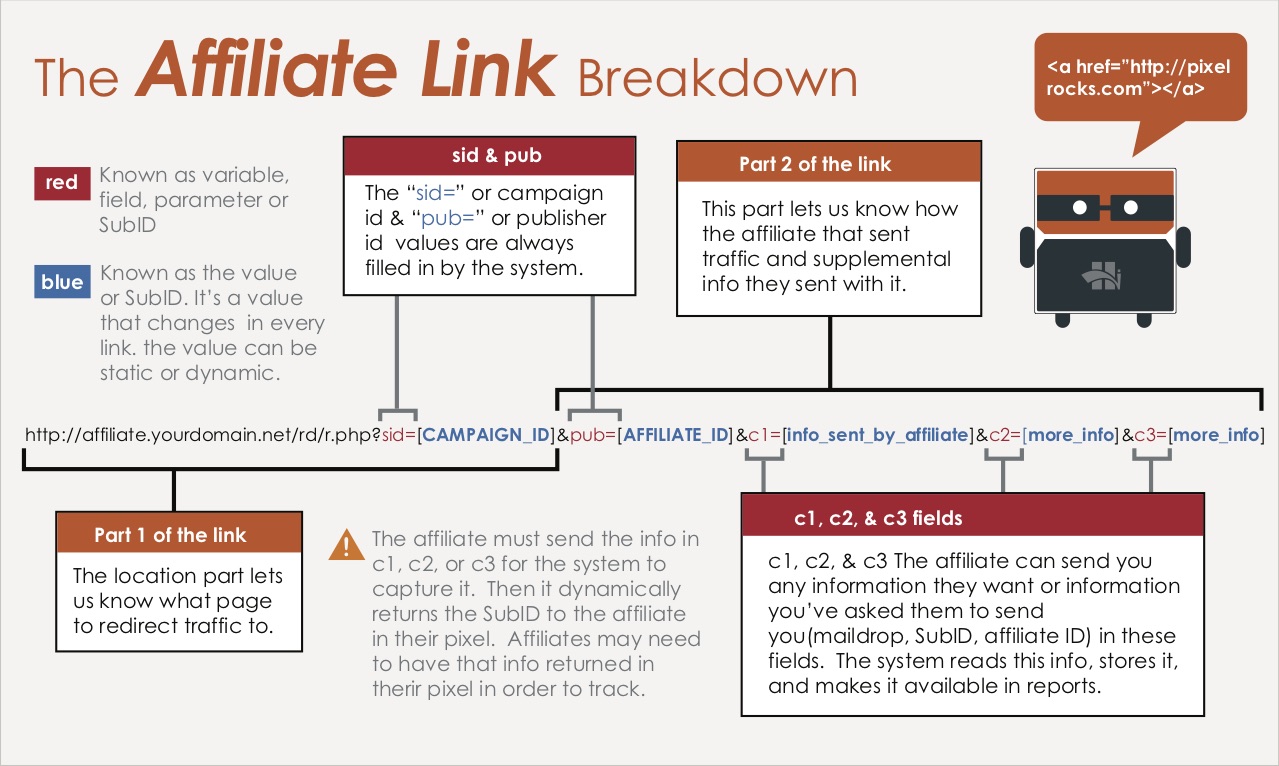 The Affiliate Link Breakdown
<a href=”http://pixel
rocks.com”></a>
red
Known as variable,
field, parameter or
SubID
blue
Known as the value
or SubID. It’s a value
that changes  in every
link. the value can be
static or dynamic.
sid & pub
The “sid=” or campaign
id & “pub=” or publisher
id  values are always
filled in by the system.
Part 2 of the link
This part lets us know how
the affiliate that sent
traffic and supplemental
info they sent with it.
http://affiliate.yourdomain.net/rd/r.php?sid=[CAMPAIGN_ID]&pub=[AFFILIATE_ID]&c1=[info_sent_by_affiliate]&c2=[more_info]&c3=[more_info]
Part 1 of the link
The location part lets
us know what page
to redirect traffic to.
The affiliate must send the info in
c1, c2, or c3 for the system to
capture it.  Then it dynamically
returns the SubID to the affiliate
in their pixel.  Affiliates may need
to have that info returned in
therir pixel in order to track.
c1, c2, & c3 fields
c1, c2, & c3 The affiliate can send you
any information they want or information
you’ve asked them to send
you(maildrop, SubID, affiliate ID) in these
fields.  The system reads this info, stores it,
and makes it available in reports.